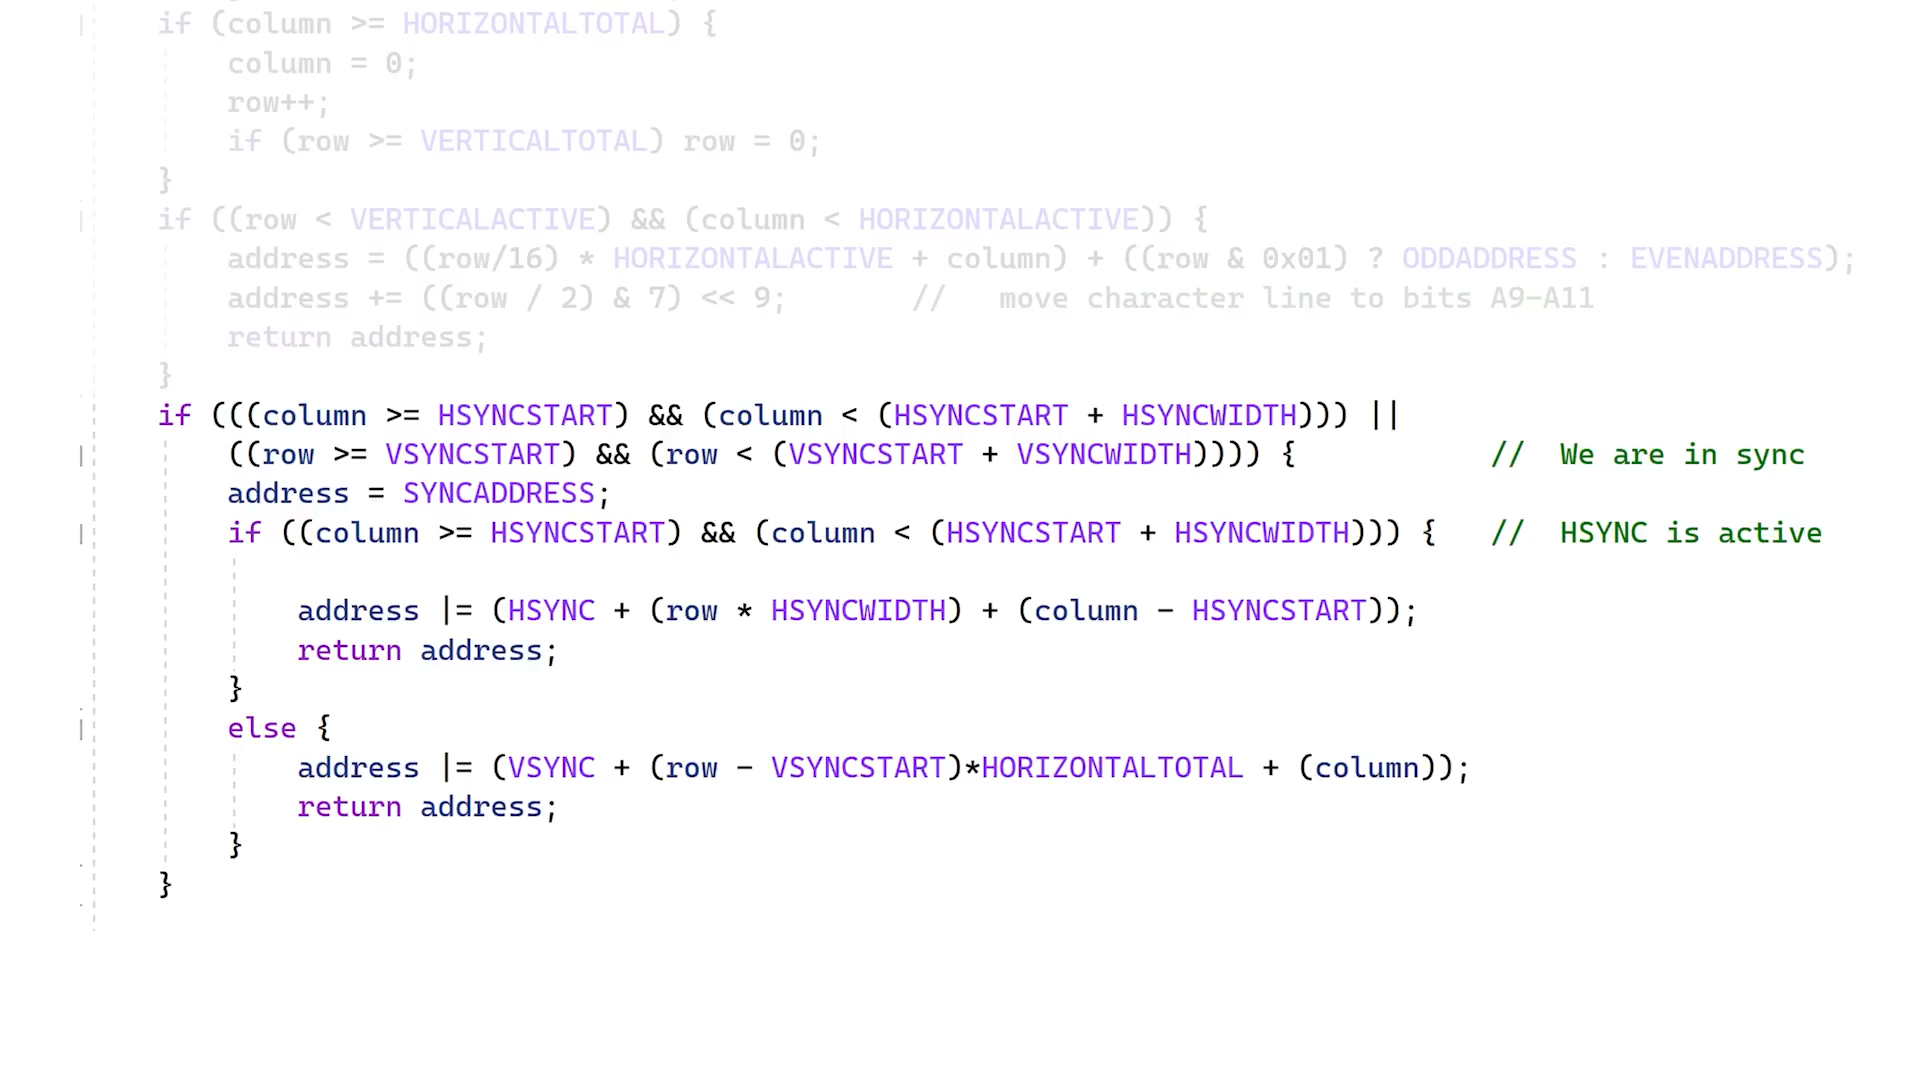 if (column >= HORIZONTALTOTAL) {
column = 0;
row++;
if (row >= VERTICALTOTAL) row = 0;
}
if ((row < VERTICALACTIVE) && (column < HORIZONTALACTIVE)) {
address = ((row/16) * HORIZONTALACTIVE + column) + ((row & 0x01) ? ODDADDRESS : EVENADDRESS);
address += ((row / 2) & 7) << 9; // move character line to bits A9-A11
return address;
}
if (((column >= HSYNCSTART) && (column < (HSYNCSTART + HSYNCWIDTH))) ||
((row >= VSYNCSTART) && (row < (VSYNCSTART + VSYNCWIDTH)))) { // We are in sync
address = SYNCADDRESS;
if ((column >= HSYNCSTART) && (column < (HSYNCSTART + HSYNCWIDTH))) { // HSYNC is active
address |= (HSYNC + (row * HSYNCWIDTH) + (column - HSYNCSTART));
return address;
}
else {
address |= (VSYNC + (row - VSYNCSTART)*HORIZONTALTOTAL + (column));
return address;
}
}